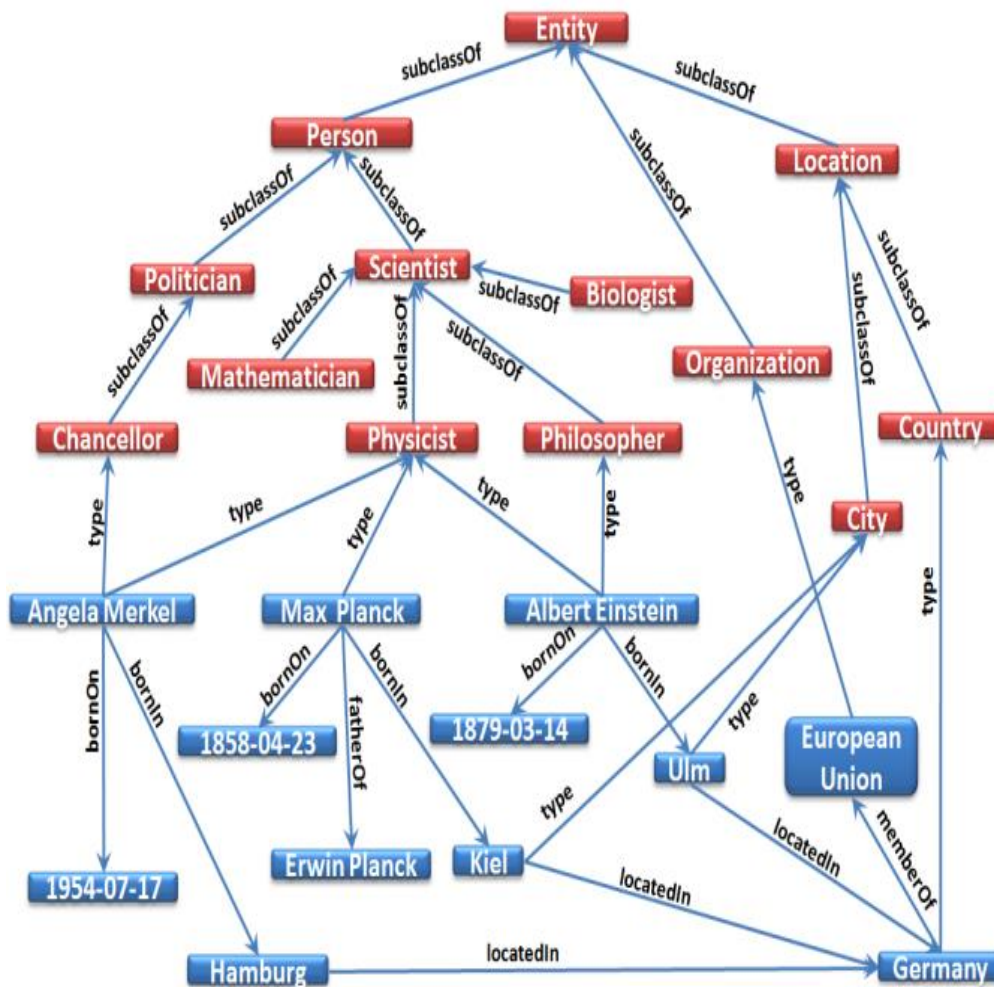 Entity
subclassOf
subclassOf
Person
subclassOf
Location
subclassOf
subclassOf
subclassOf
Politician
Scientist
subclassOf
Biologist
subclassOf
subclassOf
subclassOf
subclassOf
subclassOf
subclassOf
Mathematician
Organization
Chancellor
Physicist
Philosopher
Country
type
type
type
type
type
type
City
type
Angela Merkel
Max Planck
Albert Einstein
bornOn
bornIn
bornOn
bornIn
fatherOf
bornOn
bornIn
type
1858-04-23
1879-03-14
European
Union
Ulm
type
memberOf
locatedIn
1954-07-17
Erwin Planck
Kiel
locatedIn
Hamburg
locatedIn
Germany